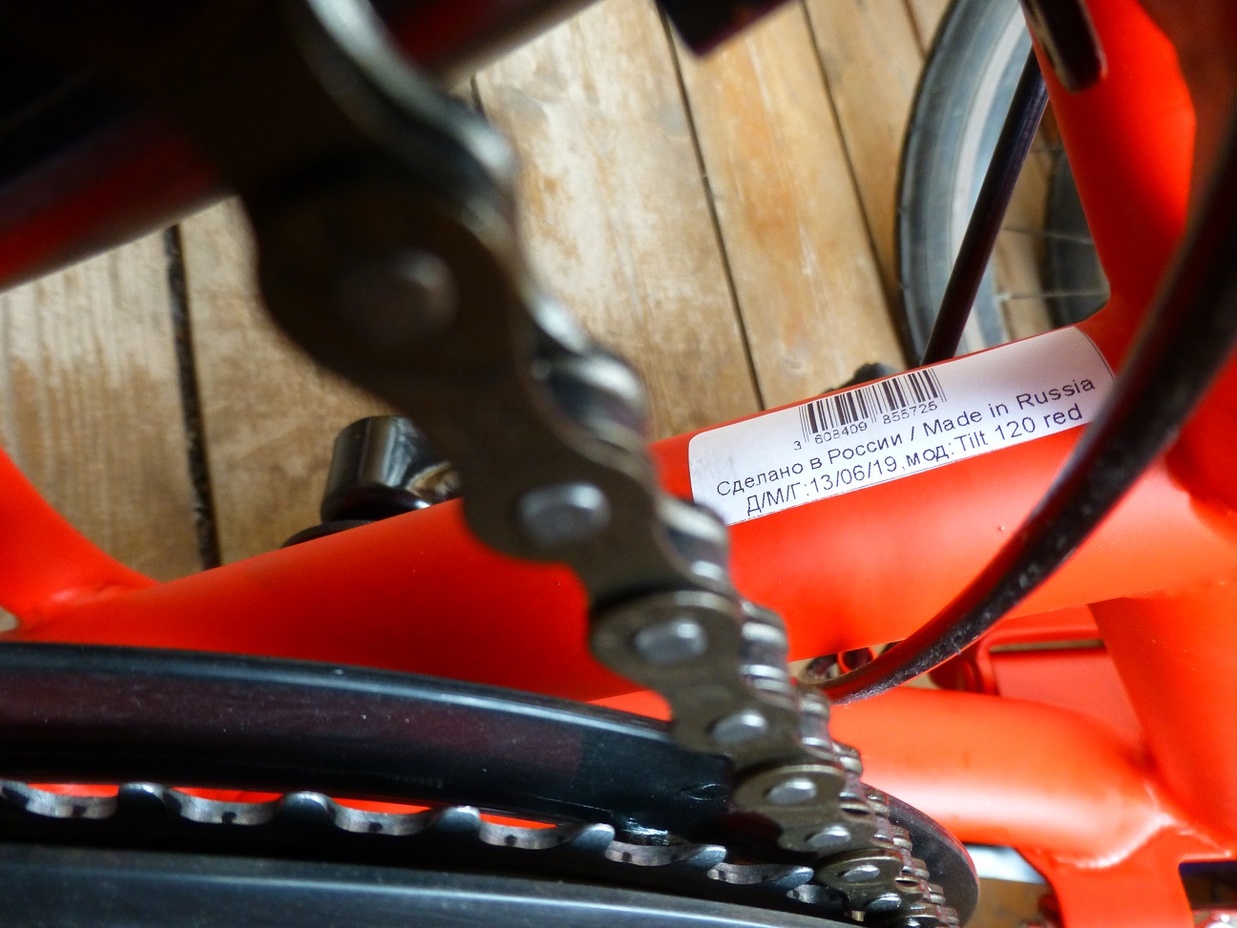 3 608409 855725
Сделано в России / Made in Russia
Д/М/Г:13/06/19,мод:Tilt 120 red